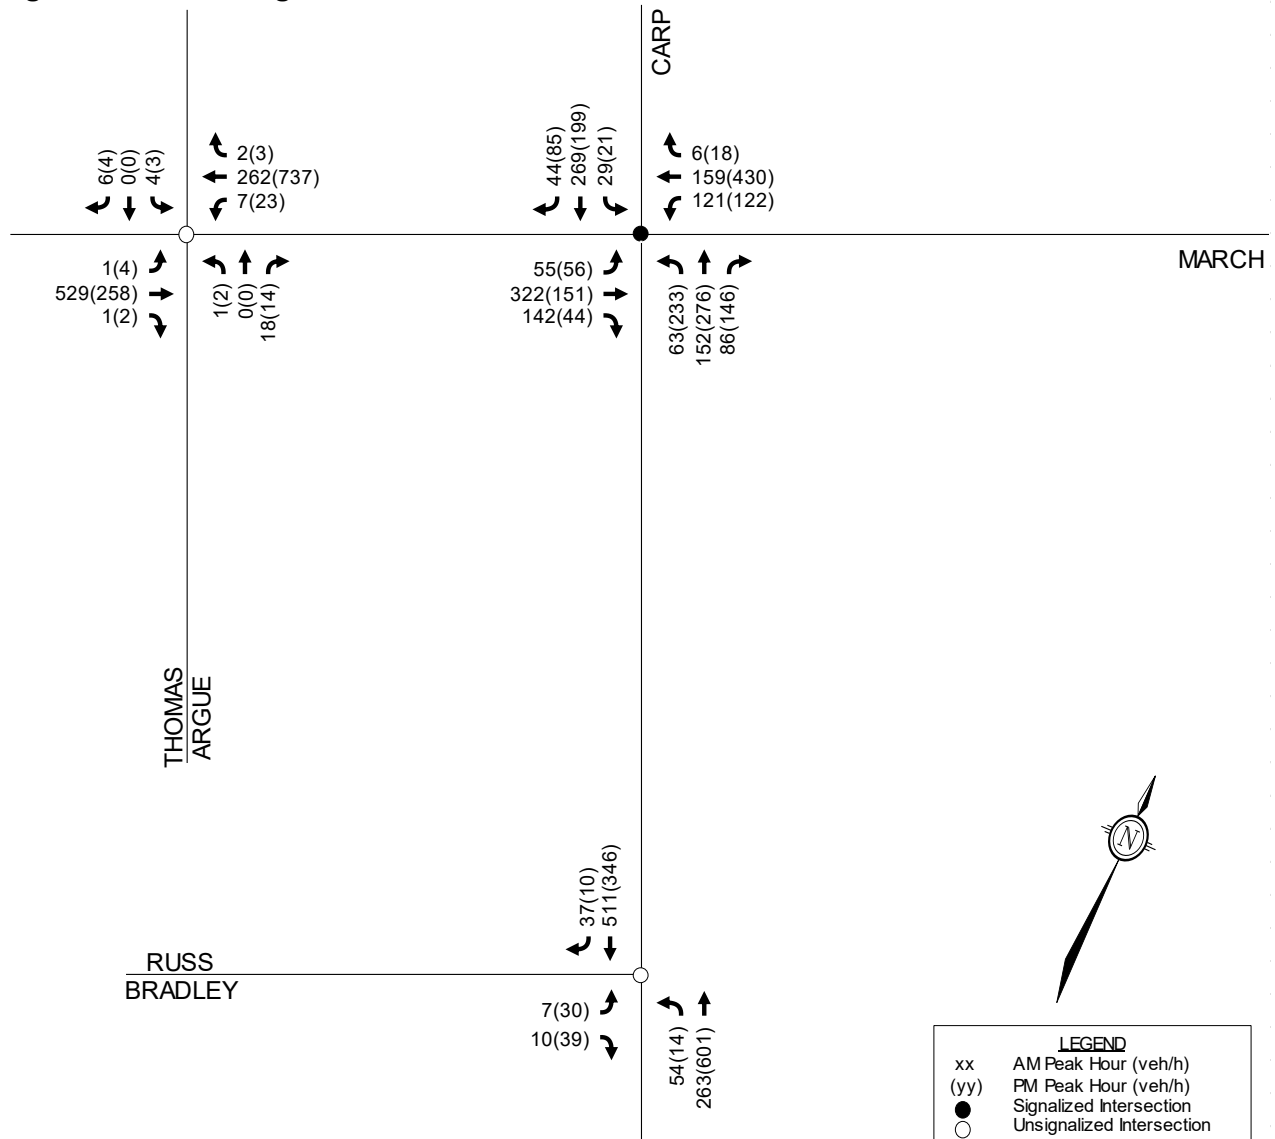 CARP
6(4)
0(0)
4(3)
2(3)
262(737)
7(23)
44(85)
269(199)
29(21)
6(18)
159(430)
121(122)
MARCH
1(4)
529(258)
1(2)
1(2)
0(0)
18(14)
55(56)
322(151)
142(44)
63(233)
152(276)
86(146)
THOMAS
ARGUE
N
37(10)
511(346)
RUSS
BRADLEY
7(30)
10(39)
54(14)
263(601)
LEGEND
xx AM Peak Hour (veh/h)
(yy) PM Peak Hour (veh/h)
Signalized Intersection
Unsignalized Intersection